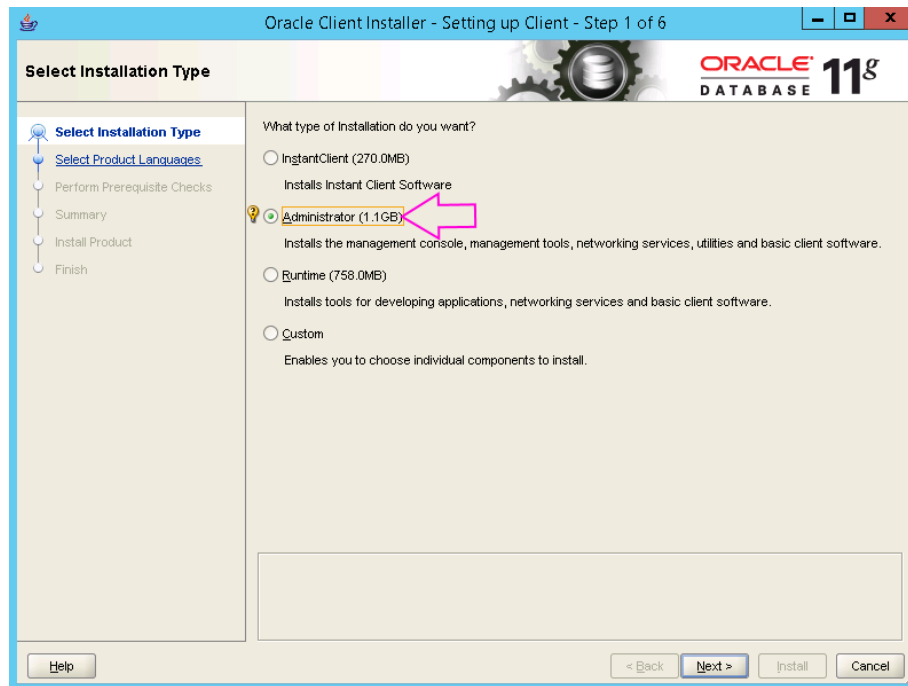 Oracle Client Installer - Setting up Client - Step 1 of 6
Select Installation Type
ORACLE
DATABASE
11g
Select Installation Type
Select Product Languages
Perform Prerequisite Checks
Summary
Install Product
Finish
What type of Installation do you want?
InstantClient (270.0MB)
Installs Instant Client Software
Administrator (1.1GB)
Installs the management console, management tools, networking services, utilities and basic client software.
Runtime (758.0MB)
Installs tools for developing applications, networking services and basic client software.
Custom
Enables you to choose individual components to install.
Help
< Back
Next >
Install
Cancel